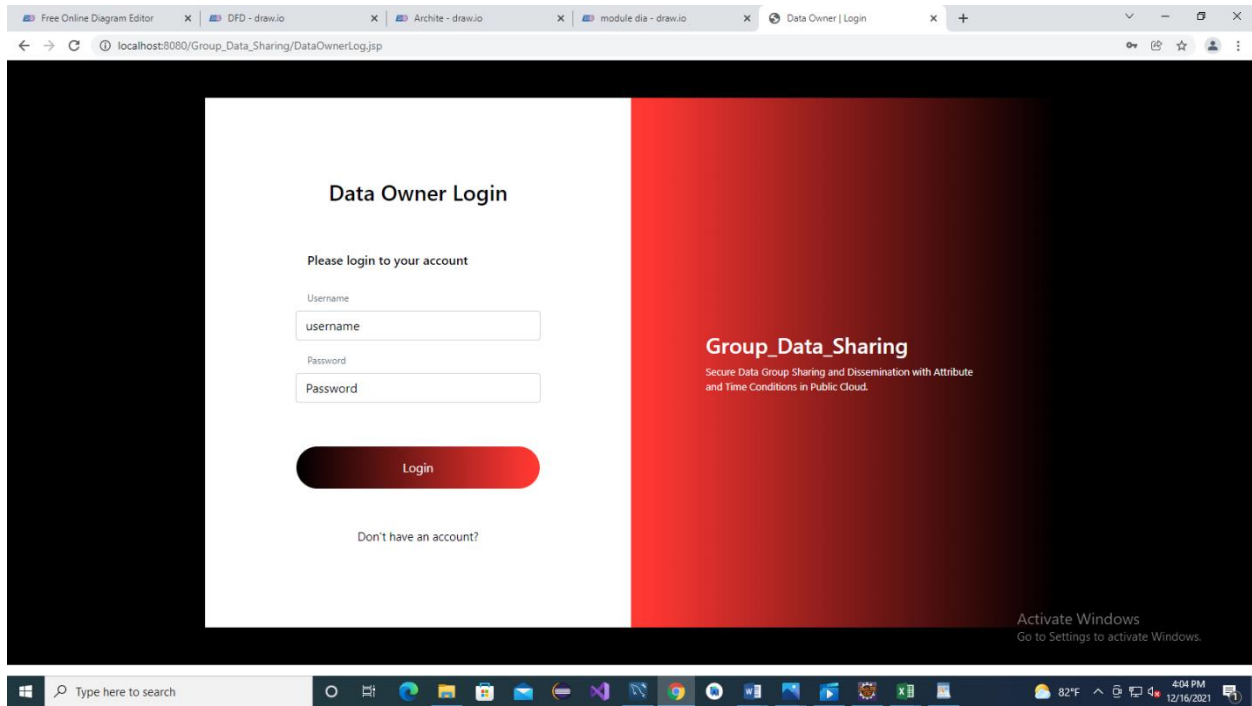 Free Online Diagram Editor
DFD - draw.io
Archite - draw.io
module dia - draw.io
Data Owner | Login
localhost:8080/Group_Data_Sharing/DataOwnerLog.jsp
Data Owner Login
Please login to your account
Username
username
Password
Password
Login
Don't have an account?
Group_Data_Sharing
Secure Data Group Sharing and Dissemination with Attribute
and Time Conditions in Public Cloud.
Activate Windows
Go to Settings to activate Windows.
Type here to search
82°F
4:04 PM
12/16/2021